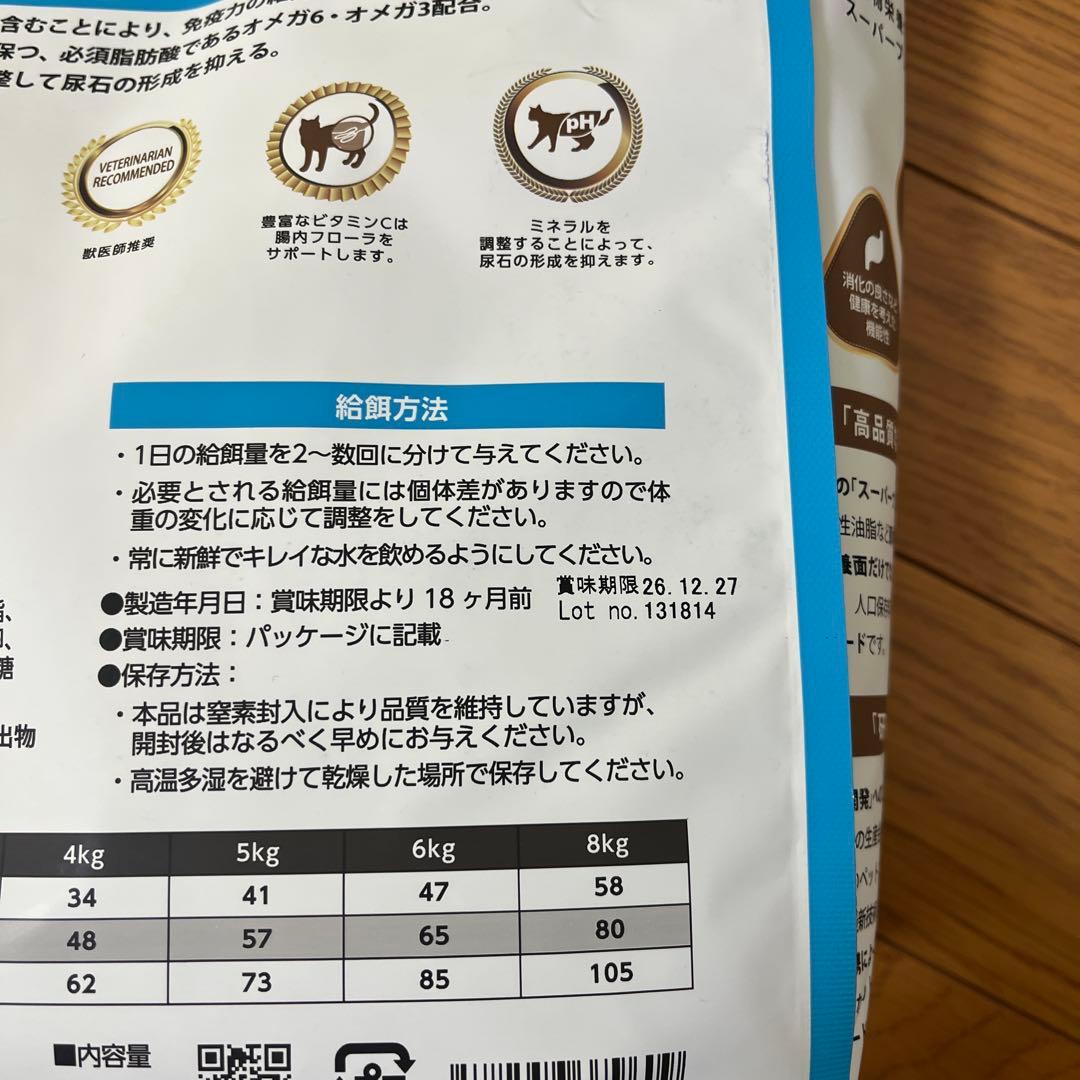 含むことにより、免疫力の
保つ、必須脂肪酸であるオメガ6・オメガ3配合。
整して尿石の形成を抑える。
VETERINARIAN
RECOMMENDED
獣医師推奨
豊富なビタミンCは
腸内フローラを
サポートします。
pH
ミネラルを
調整することによって、
尿石の形成を抑えます。
給餌方法
・1日の給餌量を2〜数回に分けて与えてください。
・必要とされる給餌量には個体差がありますので体
重の変化に応じて調整をしてください。
・常に新鮮でキレイな水を飲めるようにしてください。
●製造年月日：賞味期限より 18 ヶ月前
賞味期限26.12.27
Lot no.131814
●賞味期限：パッケージに記載
●保存方法：
・本品は窒素封入により品質を維持していますが、
開封後はなるべく早めにお与えください。
・高温多湿を避けて乾燥した場所で保存してください。
糖
出物
4kg 5kg 6kg 8kg
34 41 47 58
48 57 65 80
62 73 85 105
■内容量
スーパープ
消化の良さなど
健康を考えた
機能性
「高品質
の「スーパー
生油脂など
面だけで
人口保存
ードです。
開発」への
の生産
ペット